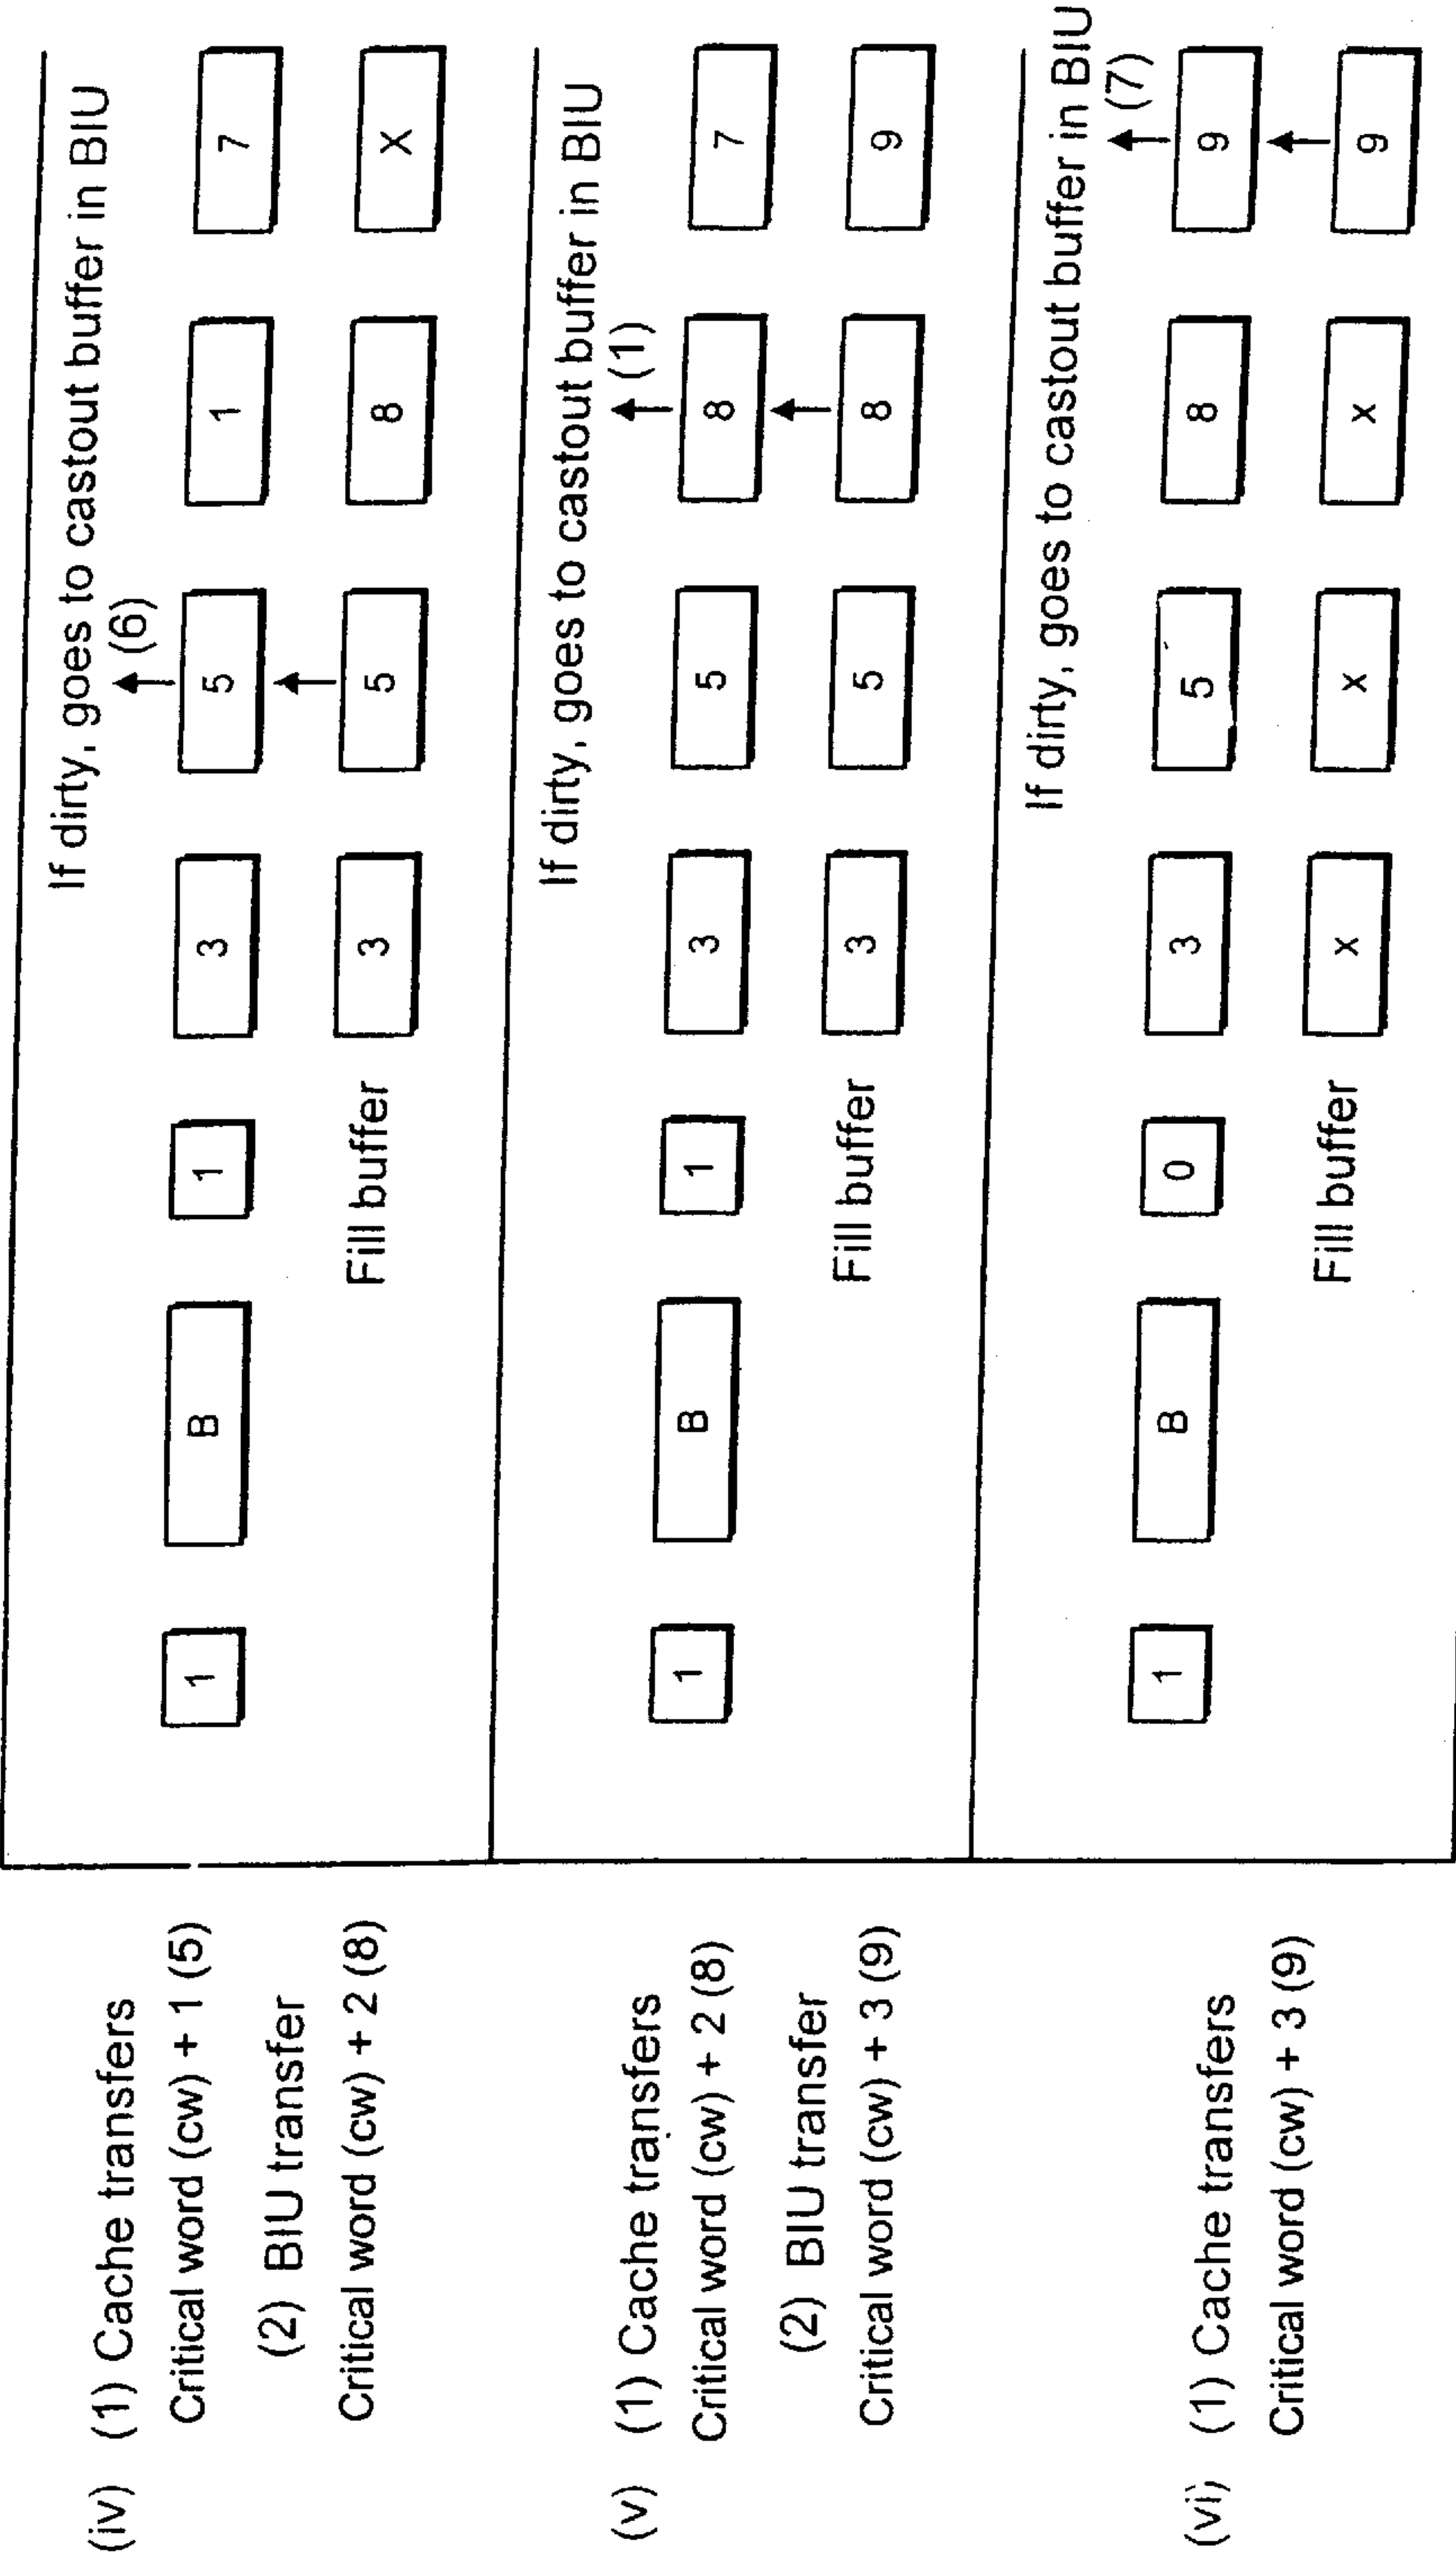 (iv) (1) Cache transfers
Critical word (cw) + 1 (5)
(2) BIU transfer
Critical word (cw) + 2 (8)
If dirty, goes to castout buffer in BIU
(6)
1 B 1 3 5 1 7
Fill buffer 3 5 8 X
(v) (1) Cache transfers
Critical word (cw) + 2 (8)
(2) BIU transfer
Critical word (cw) + 3 (9)
If dirty, goes to castout buffer in BIU
(1)
1 B 1 3 5 8 7
Fill buffer 3 5 8 9
(vi) (1) Cache transfers
Critical word (cw) + 3 (9)
If dirty, goes to castout buffer in BIU
(7)
1 B 0 3 5 8 9
Fill buffer x x x 9